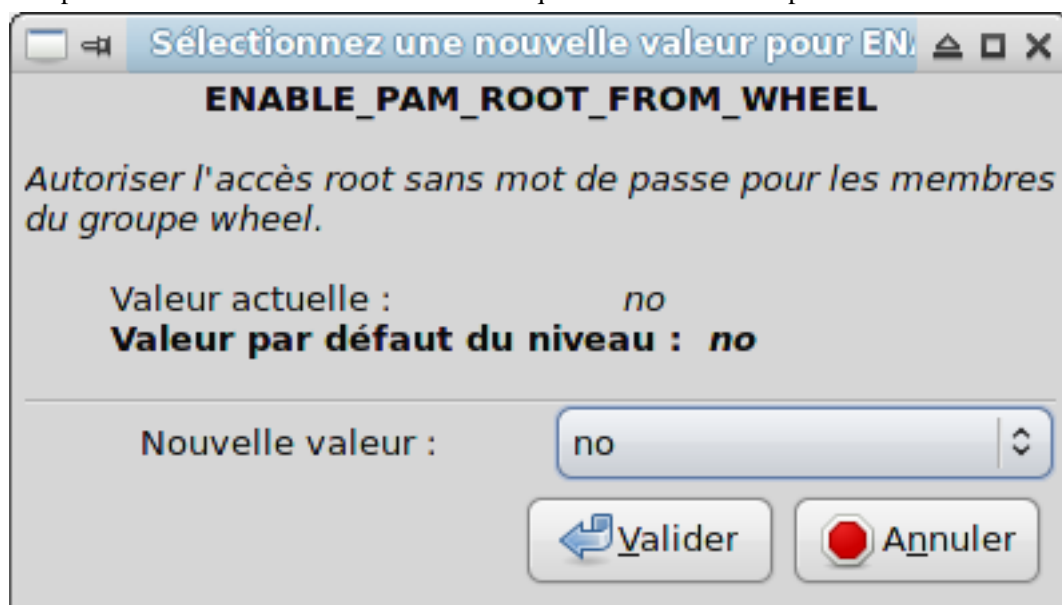 Sélectionnez une nouvelle valeur pour EN
ENABLE_PAM_ROOT_FROM_WHEEL
Autoriser l'accès root sans mot de passe pour les membres
du groupe wheel.
Valeur actuelle : no
Valeur par défaut du niveau : no
Nouvelle valeur : no
Valider Annuler